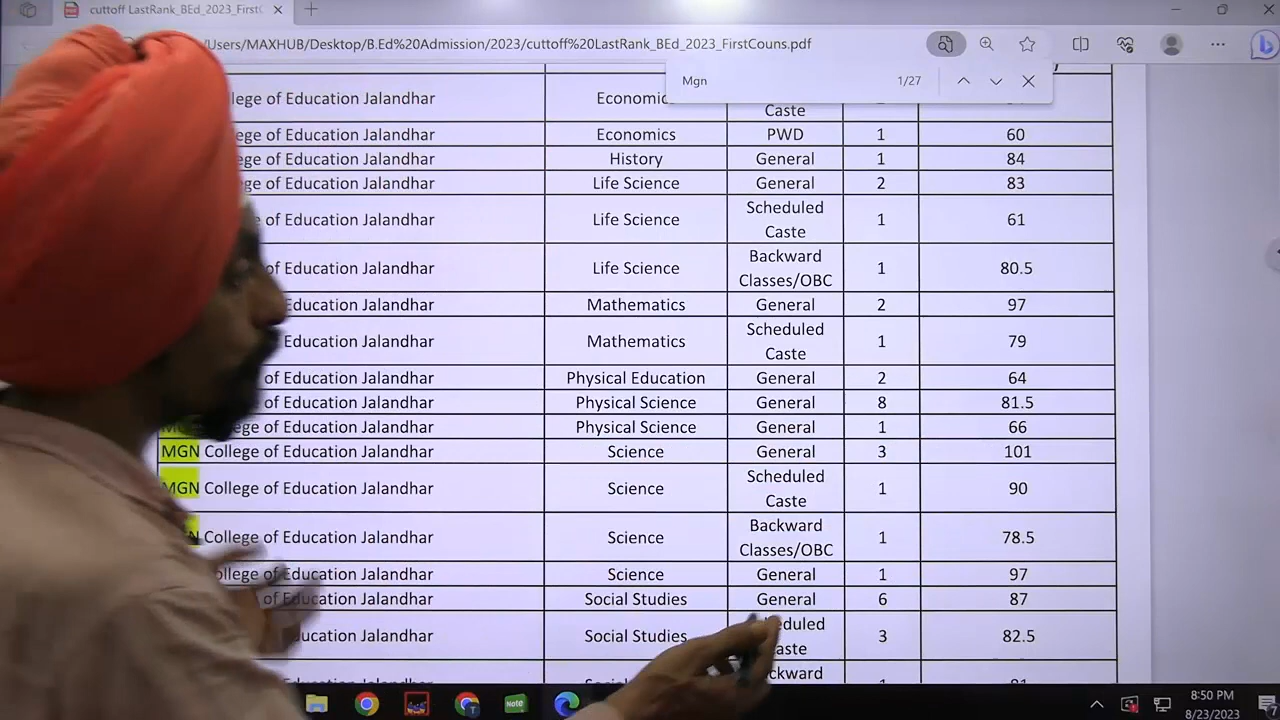 cuttoff LastRank_BEd_2023_FirstC
/Users/MAXHUB/Desktop/B.Ed%20Admission/2023/cuttoff%20LastRank_BEd_2023_FirstCouns.pdf
Mgn 1/27
lege of Education Jalandhar Economic Caste
ege of Education Jalandhar Economics PWD 1 60
ege of Education Jalandhar History General 1 84
ege of Education Jalandhar Life Science General 2 83
e of Education Jalandhar Life Science Scheduled Caste 1 61
of Education Jalandhar Life Science Backward Classes/OBC 1 80.5
Education Jalandhar Mathematics General 2 97
Education Jalandhar Mathematics Scheduled Caste 1 79
of Education Jalandhar Physical Education General 2 64
of Education Jalandhar Physical Science General 8 81.5
College of Education Jalandhar Physical Science General 1 66
MGN College of Education Jalandhar Science General 3 101
MGN College of Education Jalandhar Science Scheduled Caste 1 90
N College of Education Jalandhar Science Backward Classes/OBC 1 78.5
ollege of Education Jalandhar Science General 1 97
of Education Jalandhar Social Studies General 6 87
ducation Jalandhar Social Studies eduled aste 3 82.5
ckward
Note
8:50 PM
8/23/2023